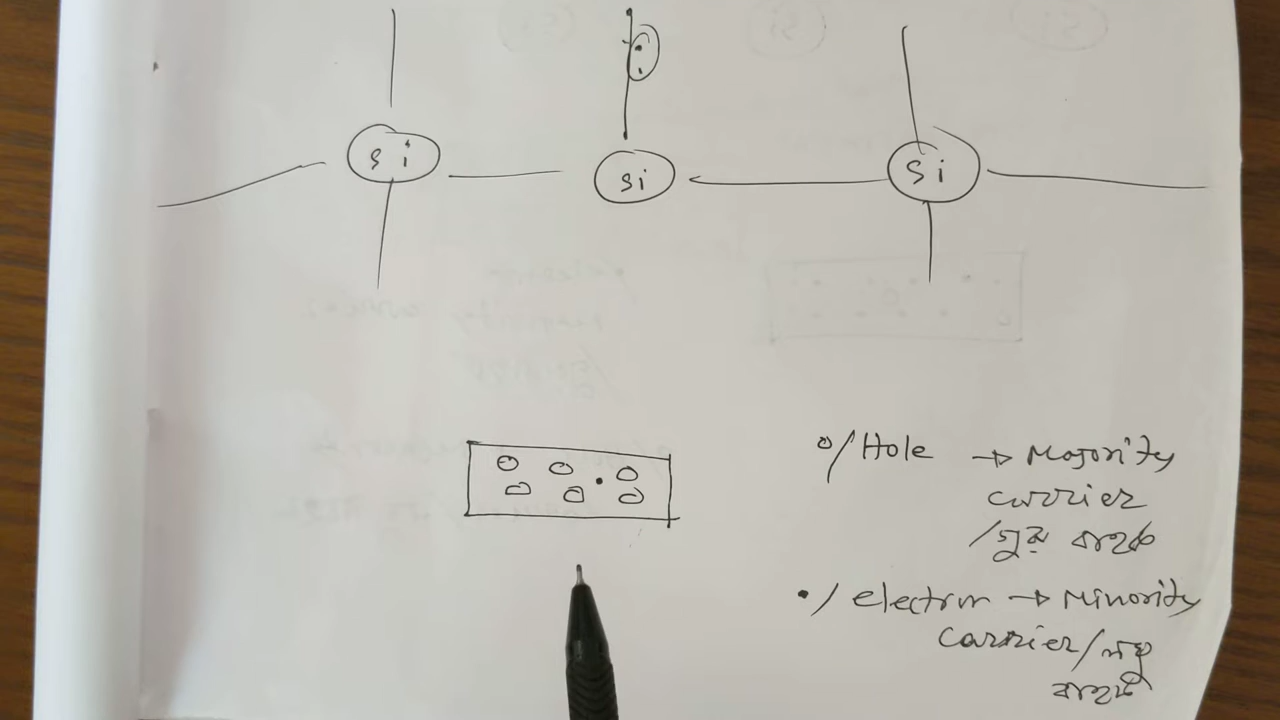 si
si
si
o/Hole → Majority
carrier
/গুরু বাহক
•/ electron → Minority
carrier/লঘু
বাহক